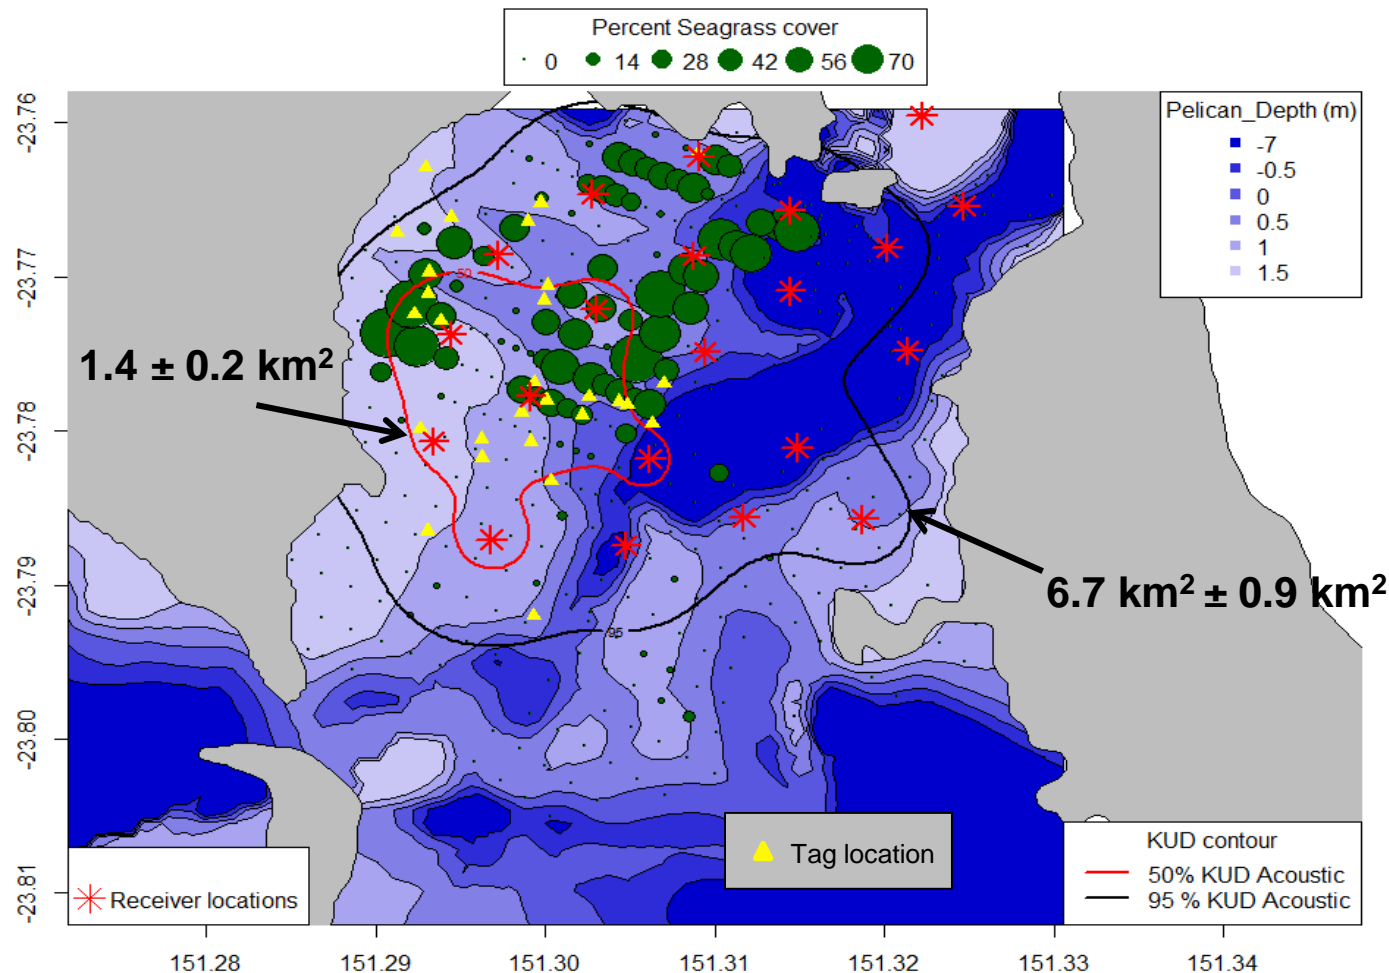 Percent Seagrass cover
0 14 28 42 56 70
Pelican_Depth (m)
-7
-0.5
0
0.5
1
1.5
-23.76
-23.77
-23.78
-23.79
-23.80
-23.81
50
1.4 ± 0.2 km²
6.7 km² ± 0.9 km²
95
Tag location
Receiver locations
KUD contour
50% KUD Acoustic
95 % KUD Acoustic
151.28 151.29 151.30 151.31 151.32 151.33 151.34